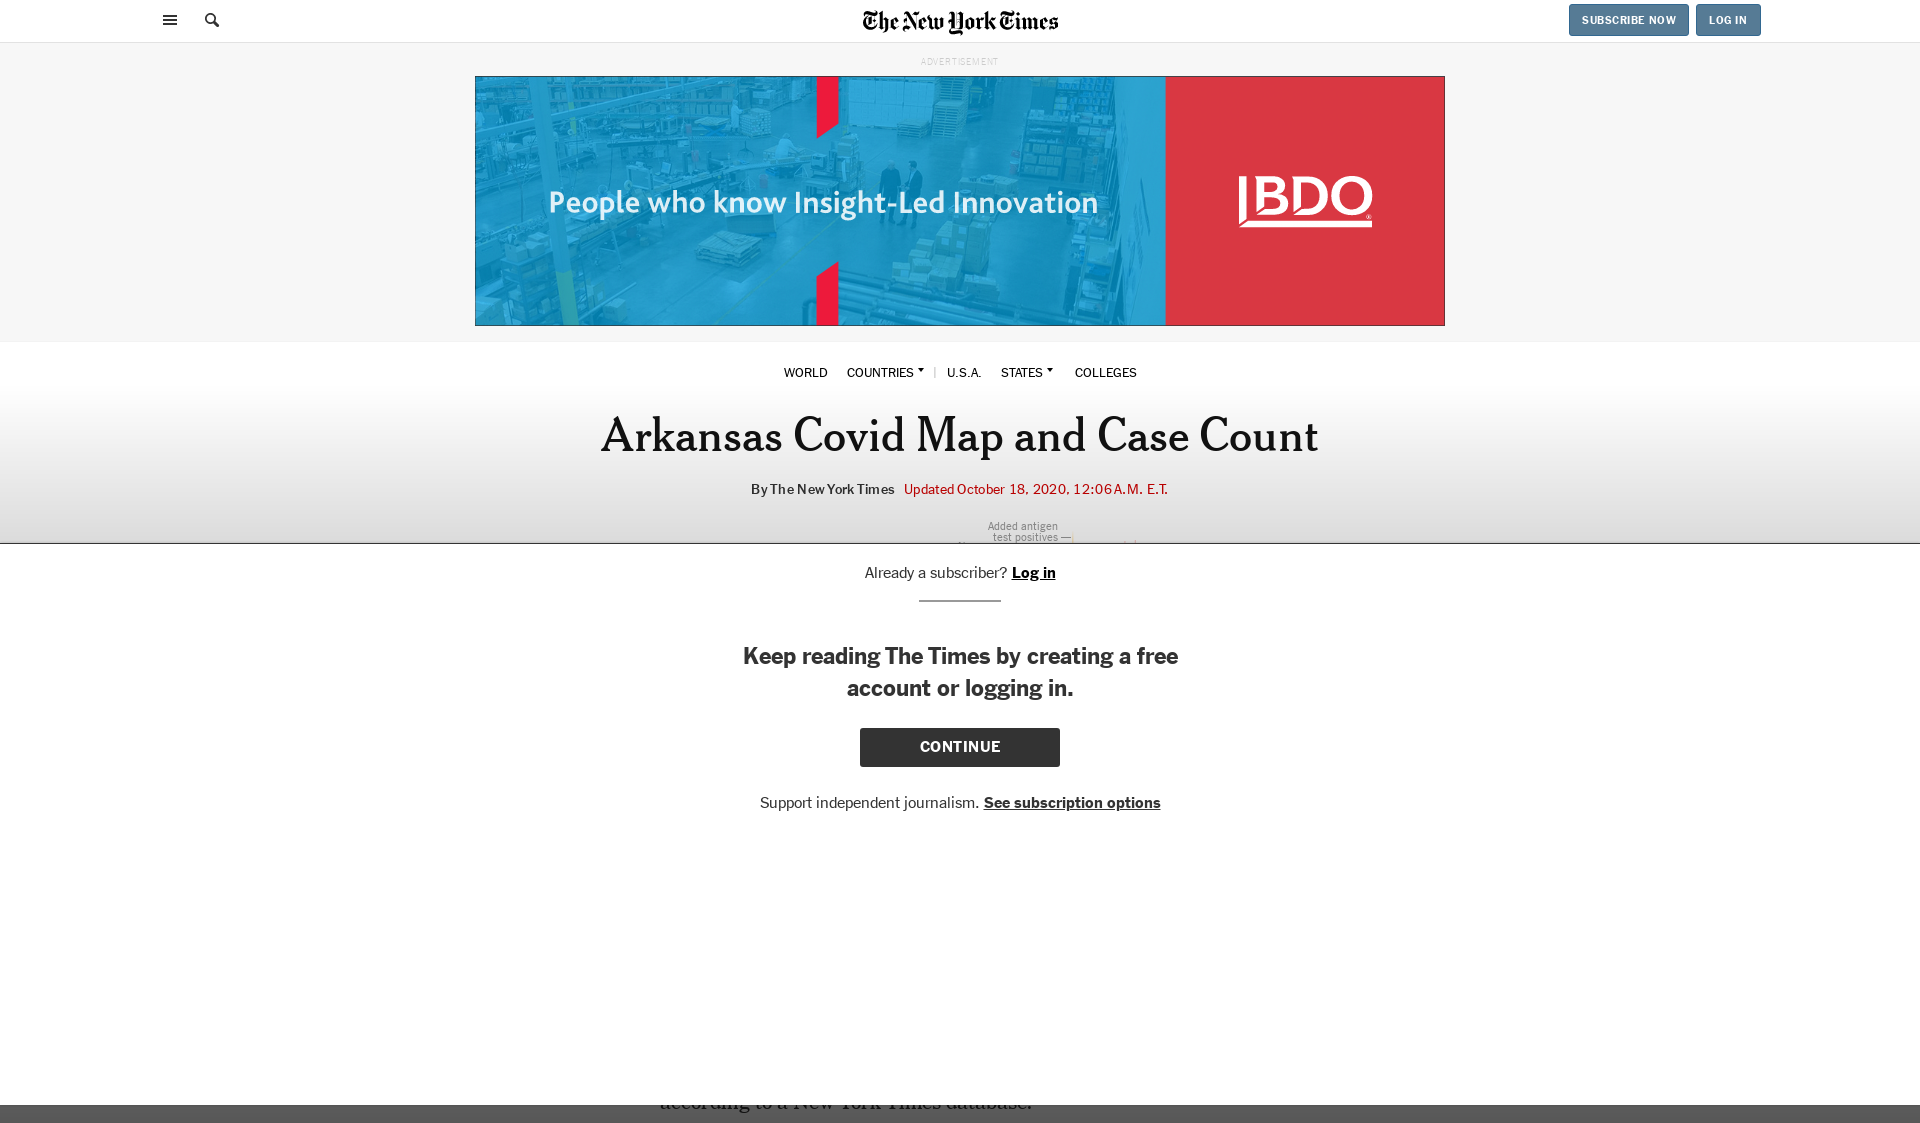 The New York Times
SUBSCRIBE NOW
LOG IN
ADVERTISEMENT
People who know Insight-Led Innovation
BDO
WORLD COUNTRIES U.S.A. STATES COLLEGES
Arkansas Covid Map and Case Count
By The New York Times Updated October 18, 2020, 12:06 A.M. E.T.
Added antigen
test positives —
Already a subscriber? Log in
Keep reading The Times by creating a free
account or logging in.
CONTINUE
Support independent journalism. See subscription options
according to a New York Times database.